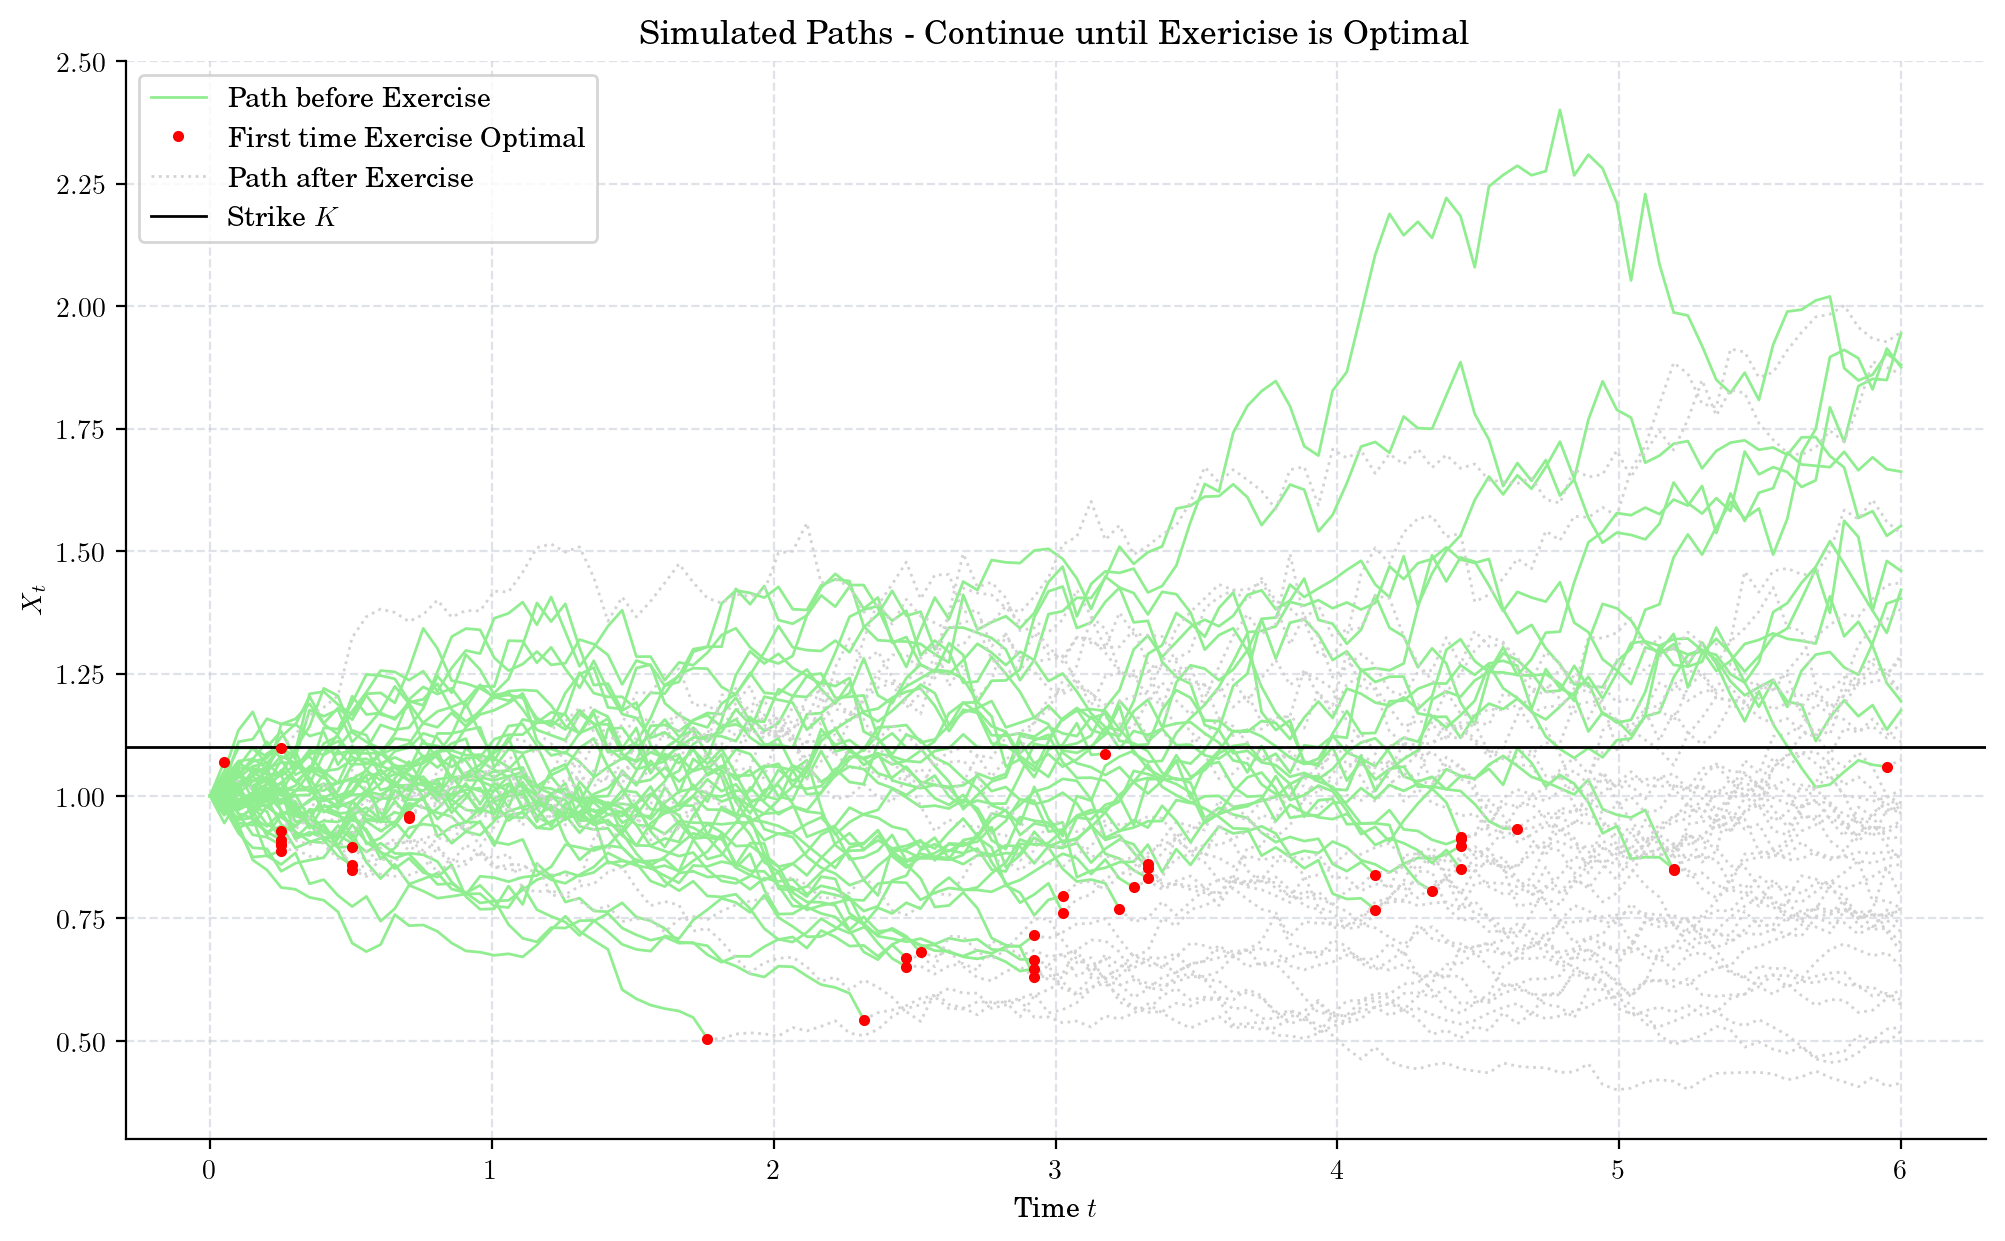 Simulated Paths - Continue until Exericise is Optimal
Path before Exercise
First time Exercise Optimal
Path after Exercise
Strike K
2.50
2.25
2.00
1.75
1.50
1.25
1.00
0.75
0.50
X_t
0 1 2 3 4 5 6
Time t